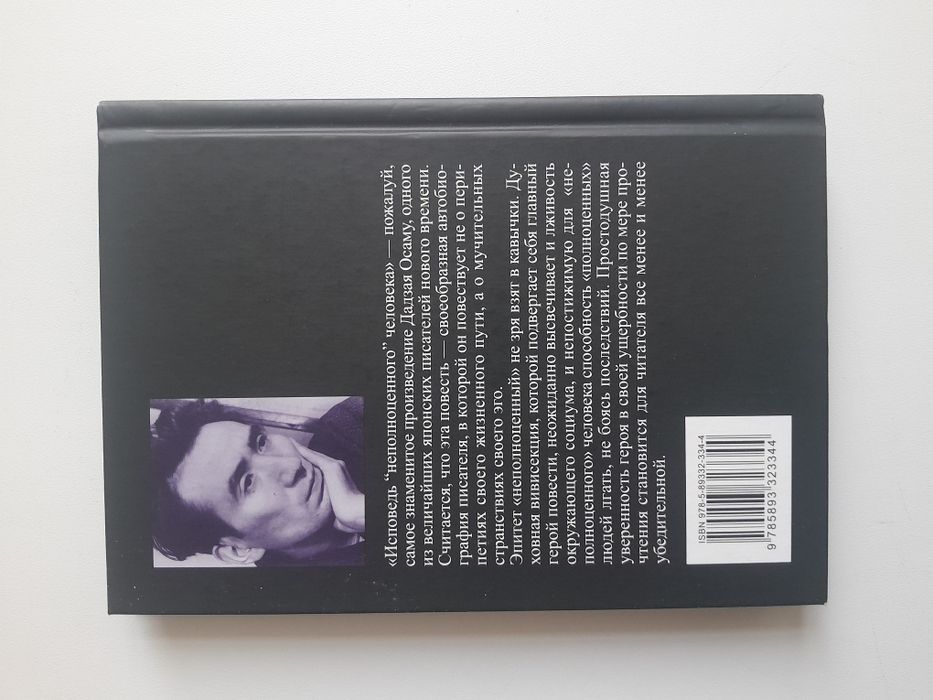 «Исповедь “неполноценного” человека» — пожалуй,
самое знаменитое произведение Дадзая Осаму, одного
из величайших японских писателей нового времени.
Считается, что эта повесть — своеобразная автобио-
графия писателя, в которой он повествует не о пери-
петиях своего жизненного пути, а о мучительных
странствиях своего эго.
Эпитет «неполноценный» не зря взят в кавычки. Ду-
ховная вивисекция, которой подвергает себя главный
герой повести, неожиданно высвечивает и лживость
окружающего социума, и непостижимую для «не-
полноценного» человека способность «полноценных»
людей лгать, не боясь последствий. Простодушная
уверенность героя в своей ущербности по мере про-
чтения становится для читателя все менее и менее
убедительной.
ISBN 978-5-89332-334-4
9 785893 323344